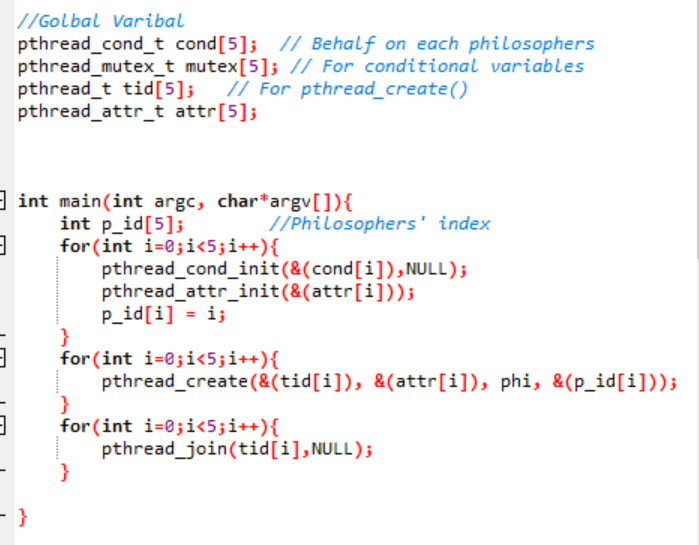 //Golbal Varibal
pthread_cond_t cond[5];  // Behalf on each philosophers
pthread_mutex_t mutex[5]; // For conditional variables
pthread_t tid[5];   // For pthread_create()
pthread_attr_t attr[5];
int main(int argc, char*argv[]){
    int p_id[5];        //Philosophers' index
    for(int i=0;i<5;i++){
        pthread_cond_init(&(cond[i]),NULL);
        pthread_attr_init(&(attr[i]));
        p_id[i] = i;
    }
    for(int i=0;i<5;i++){
        pthread_create(&(tid[i]), &(attr[i]), phi, &(p_id[i]));
    }
    for(int i=0;i<5;i++){
        pthread_join(tid[i],NULL);
    }
}